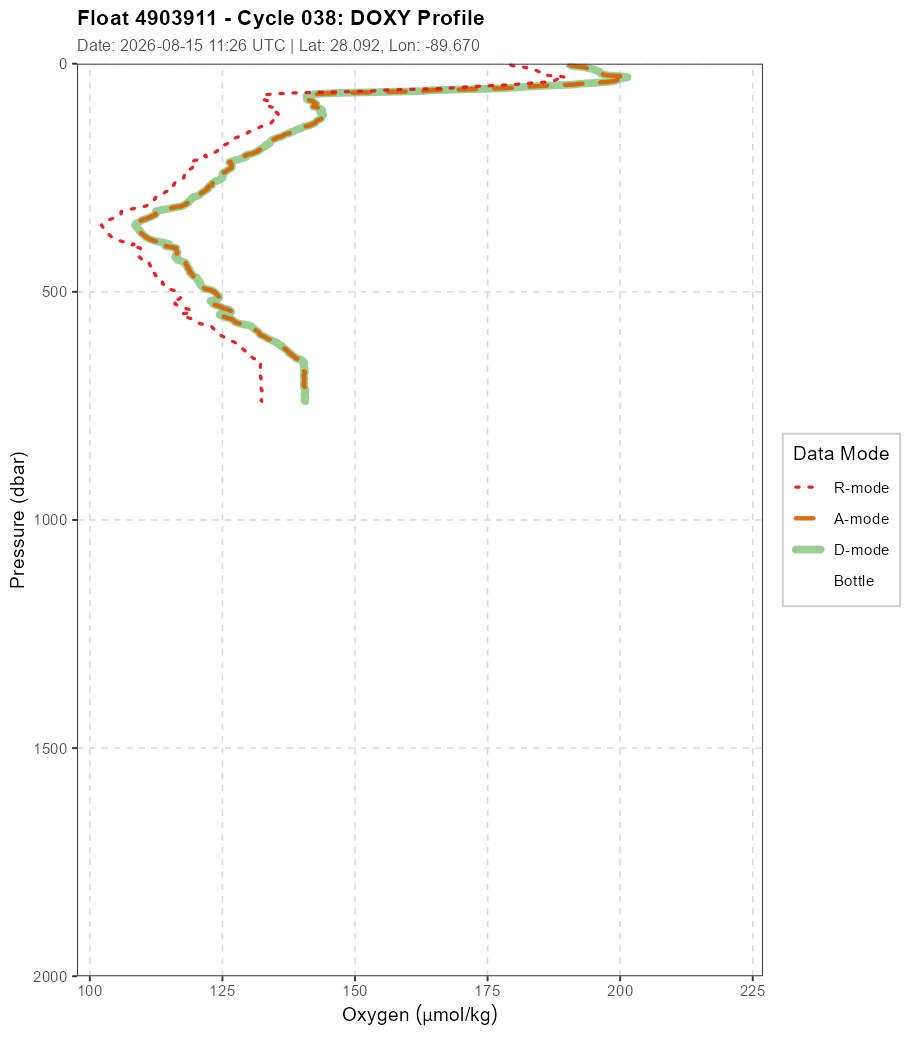 Float 4903911 - Cycle 038: DOXY Profile
Date: 2026-08-15 11:26 UTC | Lat: 28.092, Lon: -89.670
0
500
1000
1500
2000
Pressure (dbar)
100
125
150
175
200
225
Oxygen (µmol/kg)
Data Mode
R-mode
A-mode
D-mode
Bottle